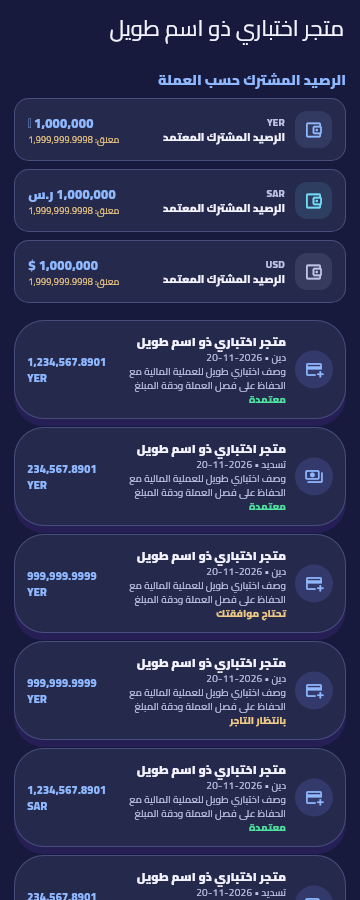 متجر اختباري ذو اسم طويل
الرصيد المشترك حسب العملة
YER
الرصيد المشترك المعتمد
1,000,000
معلق: 1,999,999.9998
SAR
الرصيد المشترك المعتمد
1,000,000 ر.س
معلق: 1,999,999.9998
USD
الرصيد المشترك المعتمد
$ 1,000,000
معلق: 1,999,999.9998
متجر اختباري ذو اسم طويل
دين • 2026-11-20
وصف اختباري طويل للعملية المالية مع
الحفاظ على فصل العملة ودقة المبلغ
معتمدة
1,234,567.8901
YER
متجر اختباري ذو اسم طويل
تسديد • 2026-11-20
وصف اختباري طويل للعملية المالية مع
الحفاظ على فصل العملة ودقة المبلغ
معتمدة
234,567.8901
YER
متجر اختباري ذو اسم طويل
دين • 2026-11-20
وصف اختباري طويل للعملية المالية مع
الحفاظ على فصل العملة ودقة المبلغ
تحتاج موافقتك
999,999.9999
YER
متجر اختباري ذو اسم طويل
دين • 2026-11-20
وصف اختباري طويل للعملية المالية مع
الحفاظ على فصل العملة ودقة المبلغ
بانتظار التاجر
999,999.9999
YER
متجر اختباري ذو اسم طويل
دين • 2026-11-20
وصف اختباري طويل للعملية المالية مع
الحفاظ على فصل العملة ودقة المبلغ
معتمدة
1,234,567.8901
SAR
متجر اختباري ذو اسم طويل
تسديد • 2026-11-20
234,567.8901